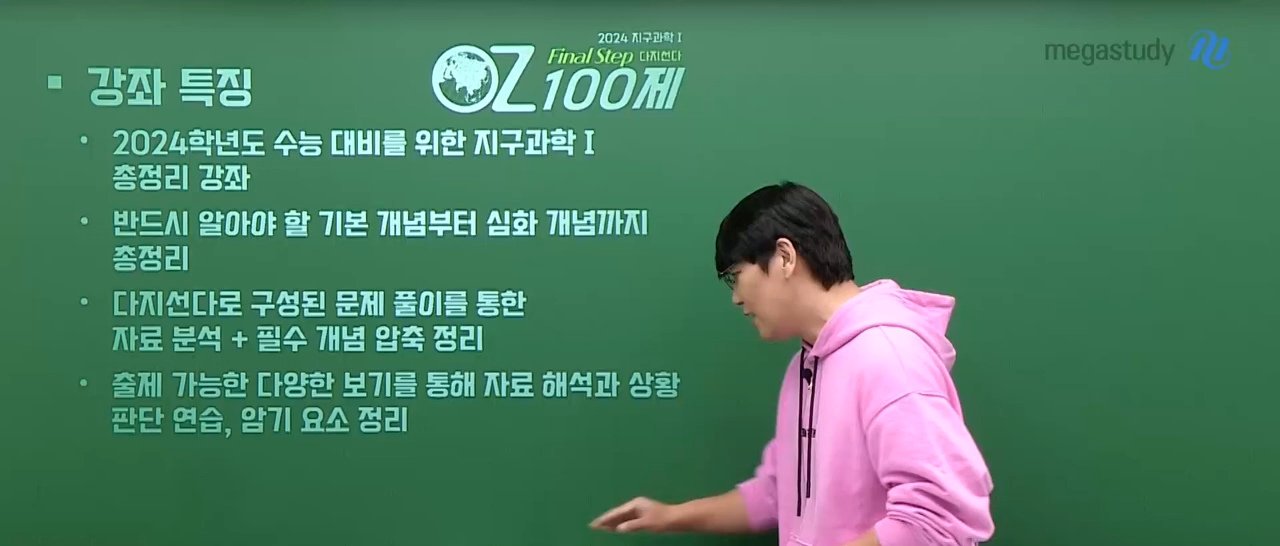 2024 지구과학 I
Final Step 다지선다
OZ 100제
megastudy
강좌 특징
2024학년도 수능 대비를 위한 지구과학 I
총정리 강좌
반드시 알아야 할 기본 개념부터 심화 개념까지
총정리
다지선다로 구성된 문제 풀이를 통한
자료 분석 + 필수 개념 압축 정리
출제 가능한 다양한 보기를 통해 자료 해석과 상황
판단 연습, 암기 요소 정리